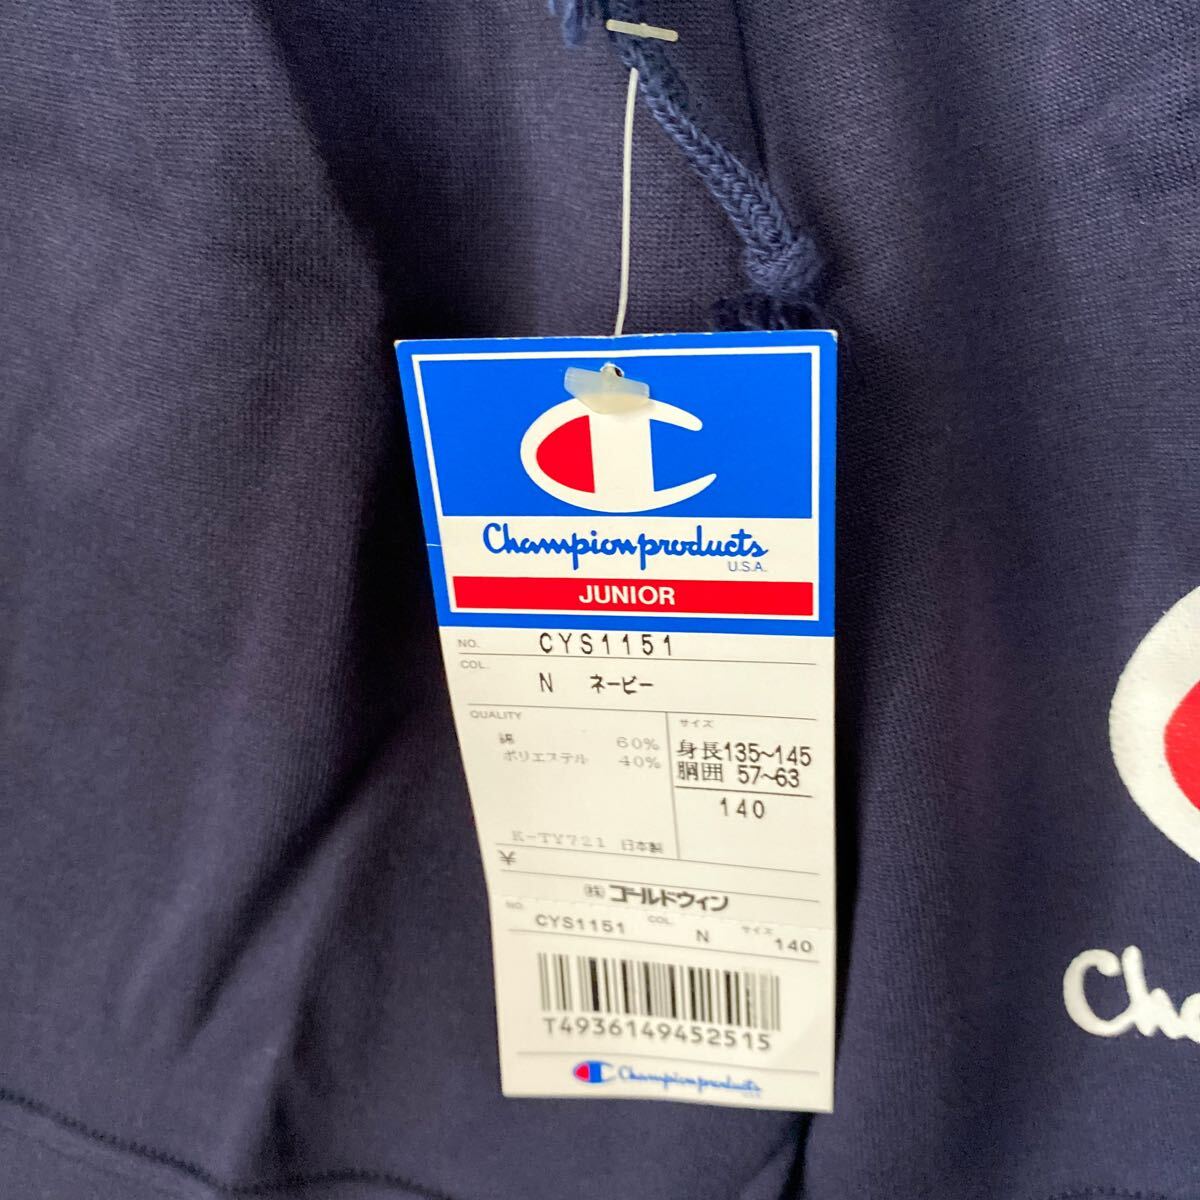 Championproducts
U.S.A.
JUNIOR
NO. CYS1151
COL.
N ネービー
QUALITY
綿 60%
ポリエステル 40%
サイズ
身長135~145
胴囲 57~63
140
K-TY721 日本製
¥
(株)ゴールドウイン
NO. CYS1151 COL. N サイズ 140
T4936149452515
Championproducts
U.S.A.
Cha